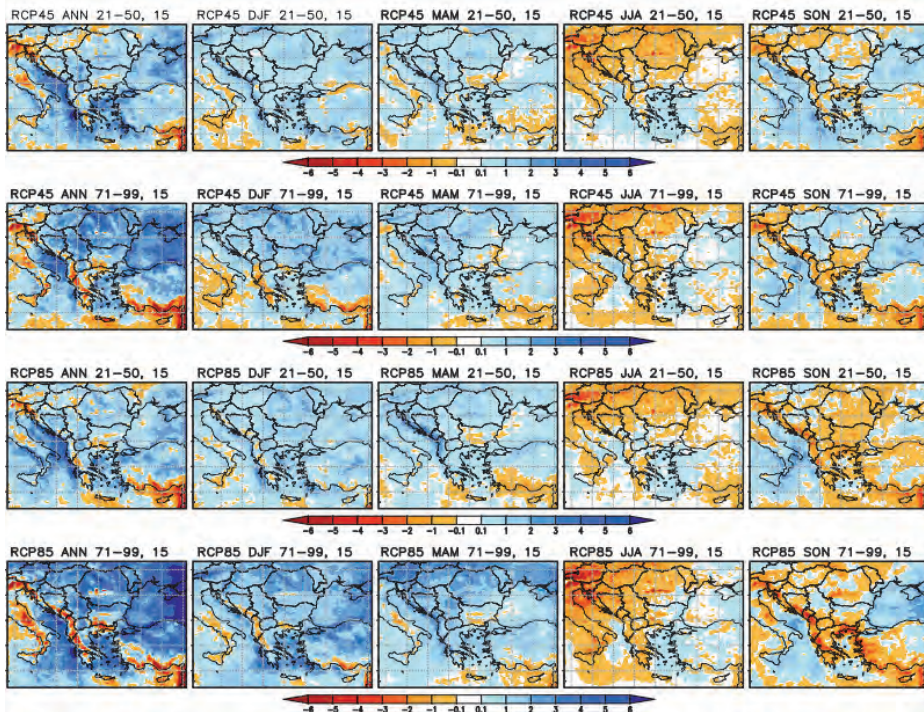 RCP45 ANN 21-50, 15 RCP45 DJF 21-50, 15 RCP45 MAM 21-50, 15 RCP45 JJA 21-50, 15 RCP45 SON 21-50, 15
-6 -5 -4 -3 -2 -1 -0.1 0.1 1 2 3 4 5 6
RCP45 ANN 71-99, 15 RCP45 DJF 71-99, 15 RCP45 MAM 71-99, 15 RCP45 JJA 71-99, 15 RCP45 SON 71-99, 15
-6 -5 -4 -3 -2 -1 -0.1 0.1 1 2 3 4 5 6
RCP85 ANN 21-50, 15 RCP85 DJF 21-50, 15 RCP85 MAM 21-50, 15 RCP85 JJA 21-50, 15 RCP85 SON 21-50, 15
-6 -5 -4 -3 -2 -1 -0.1 0.1 1 2 3 4 5 6
RCP85 ANN 71-99, 15 RCP85 DJF 71-99, 15 RCP85 MAM 71-99, 15 RCP85 JJA 71-99, 15 RCP85 SON 71-99, 15
-6 -5 -4 -3 -2 -1 -0.1 0.1 1 2 3 4 5 6